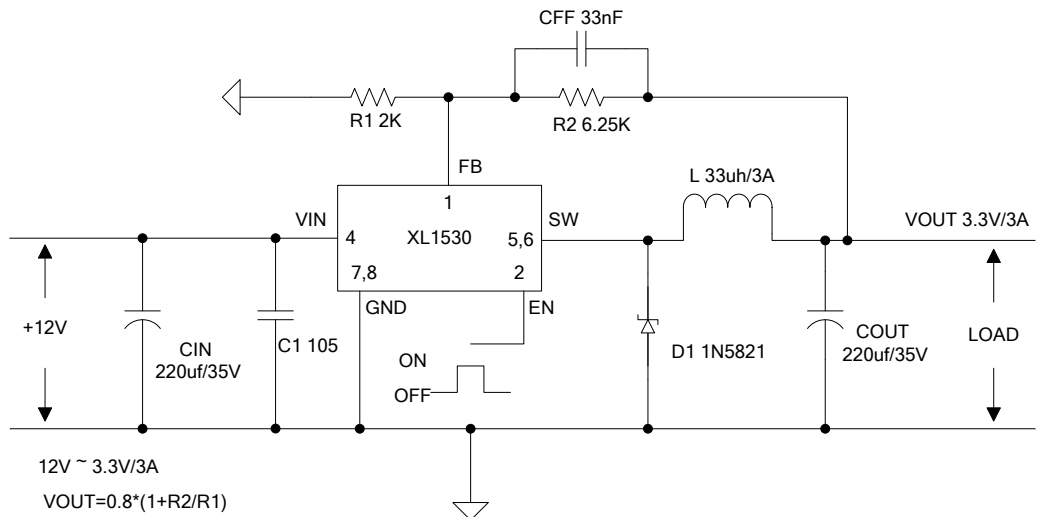 CFF 33nF
R1 2K
R2 6.25K
FB
L 33uh/3A
1
VIN
SW
VOUT 3.3V/3A
4
XL1530
5,6
7,8
2
GND
EN
+12V
C1 105
CIN
220uf/35V
ON
OFF
D1 1N5821
COUT
220uf/35V
LOAD
12V ~ 3.3V/3A
VOUT=0.8*(1+R2/R1)